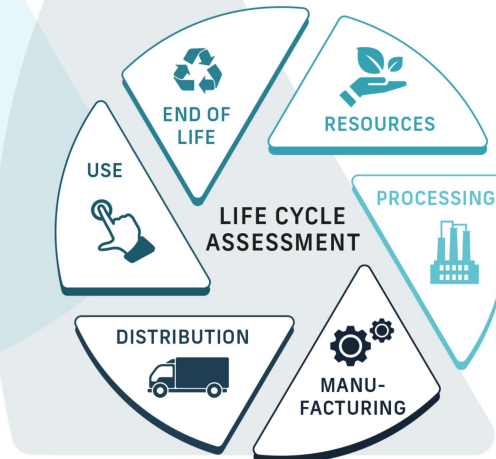 LIFE CYCLE
ASSESSMENT
RESOURCES
PROCESSING
MANU-
FACTURING
DISTRIBUTION
USE
END OF
LIFE